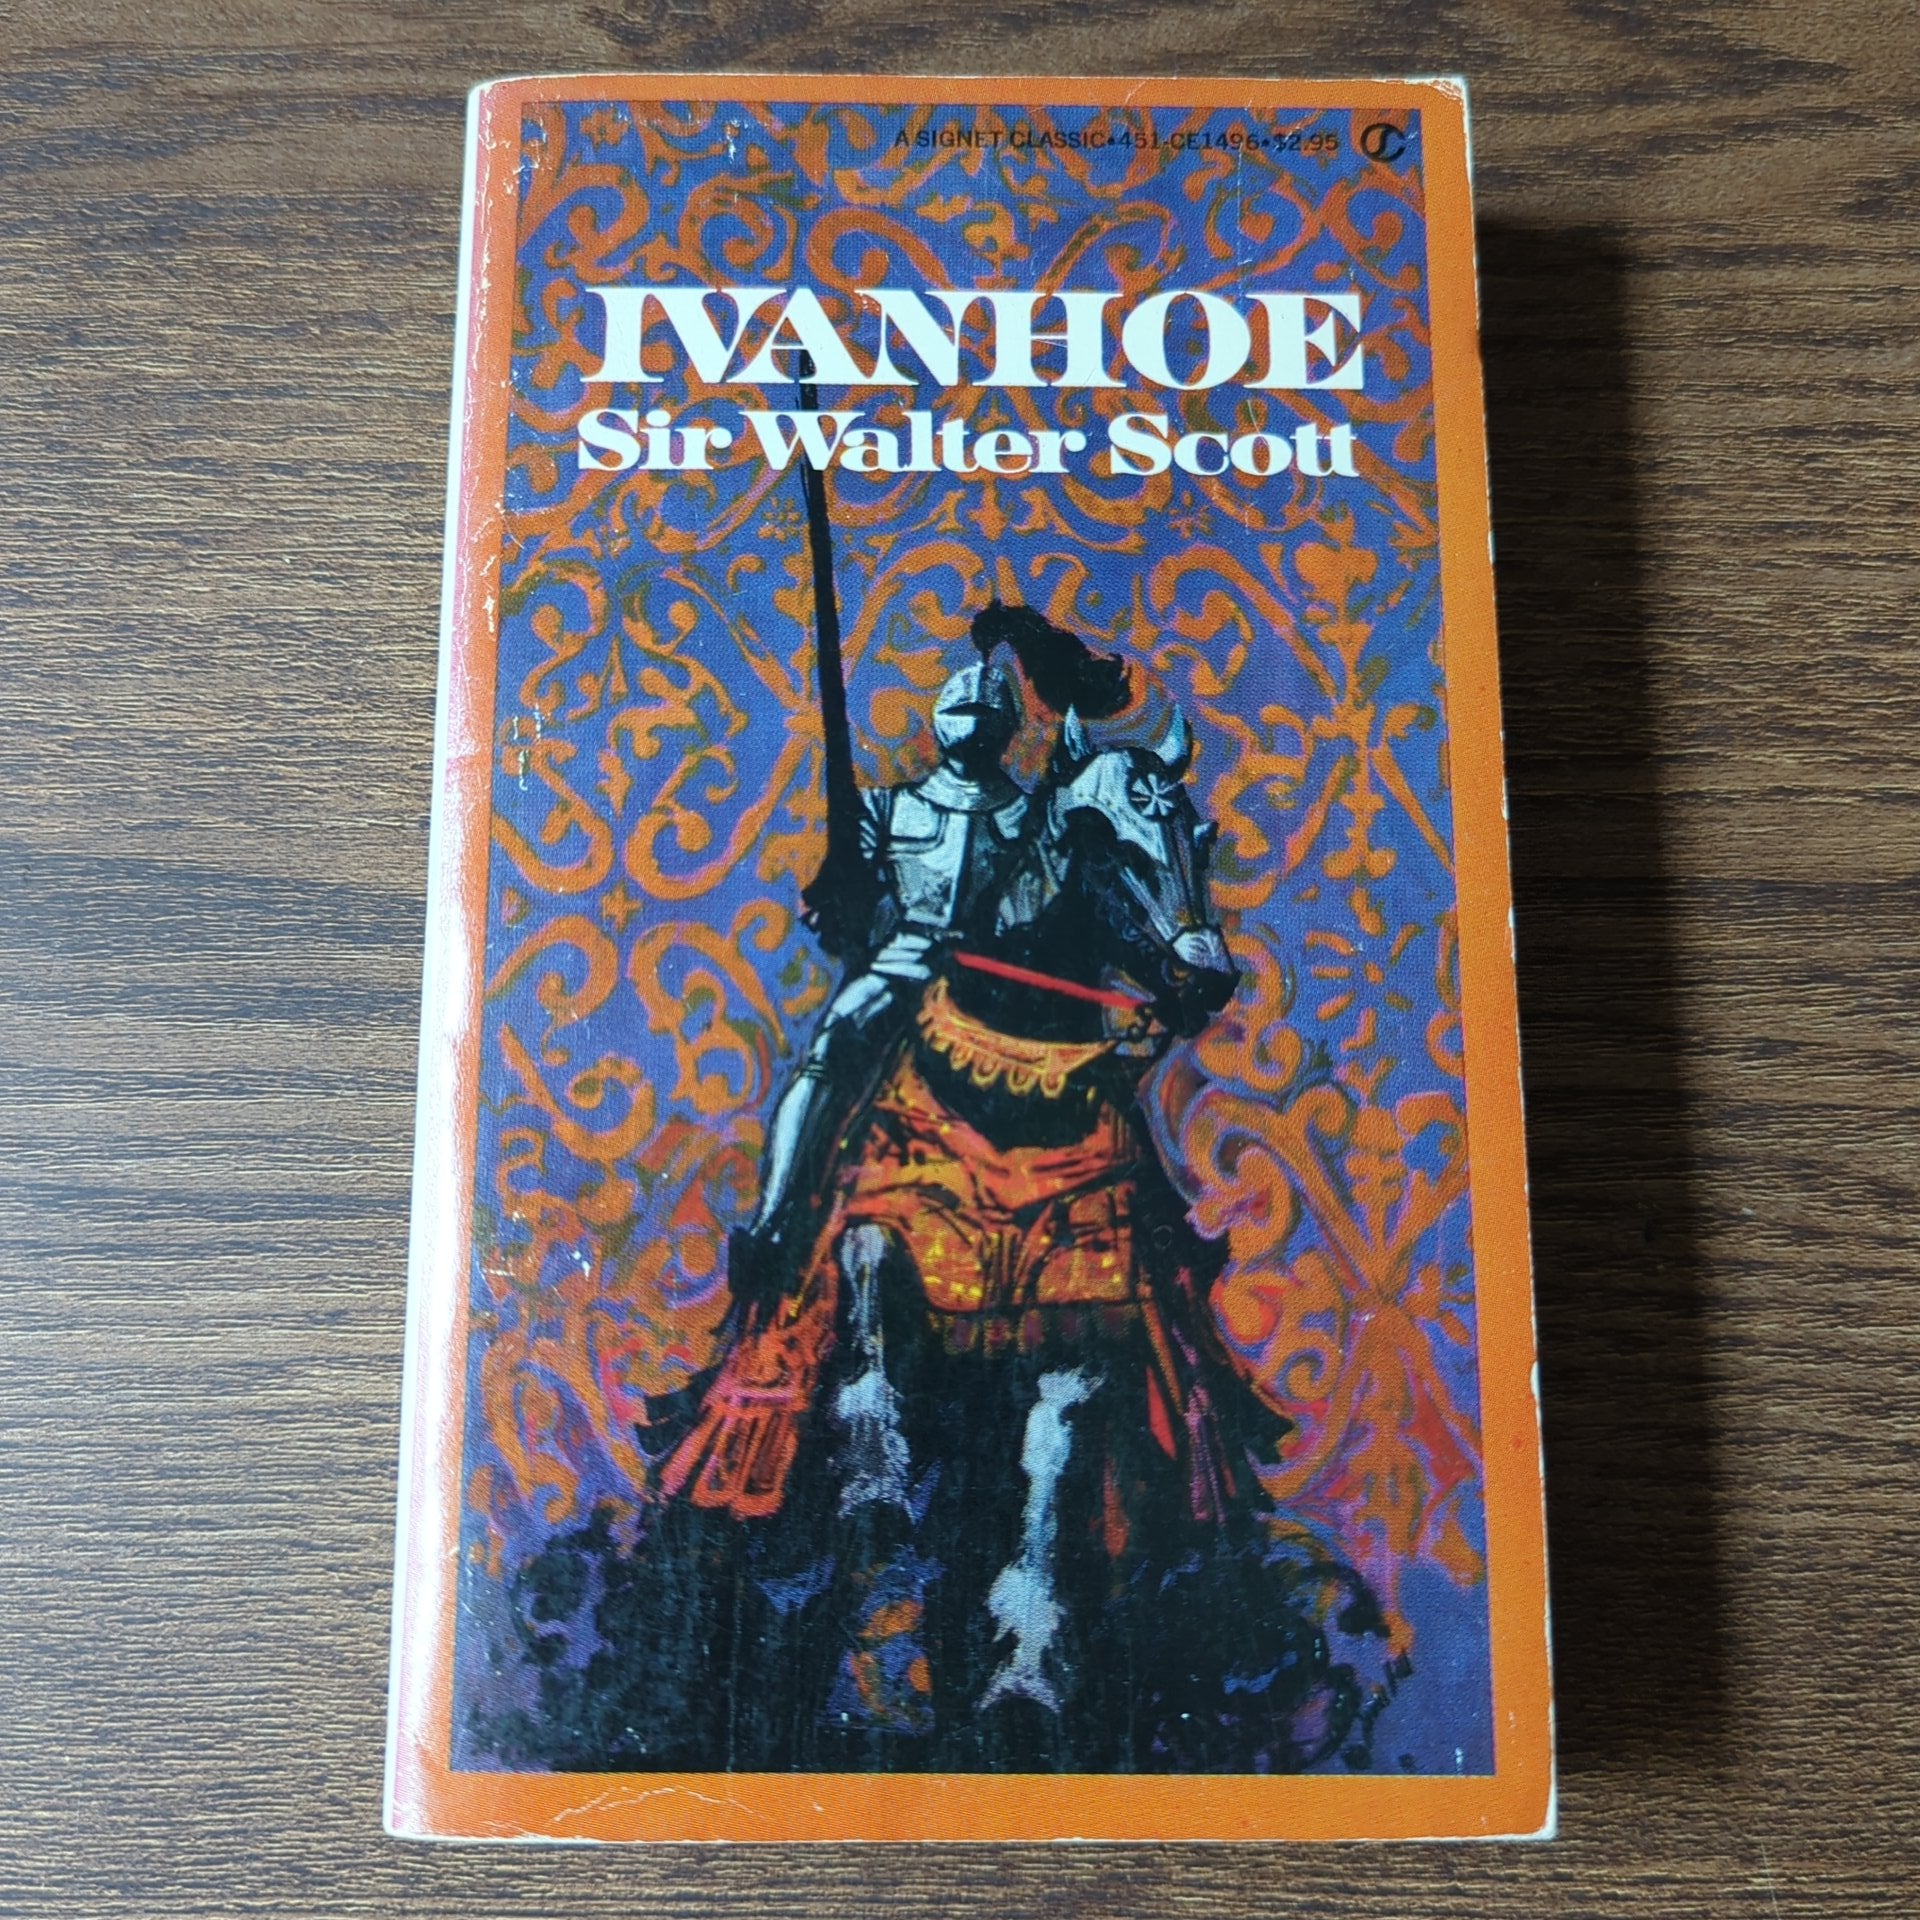 A SIGNET CLASSIC•451-CE1496•$2.95
IVANHOE
Sir Walter Scott